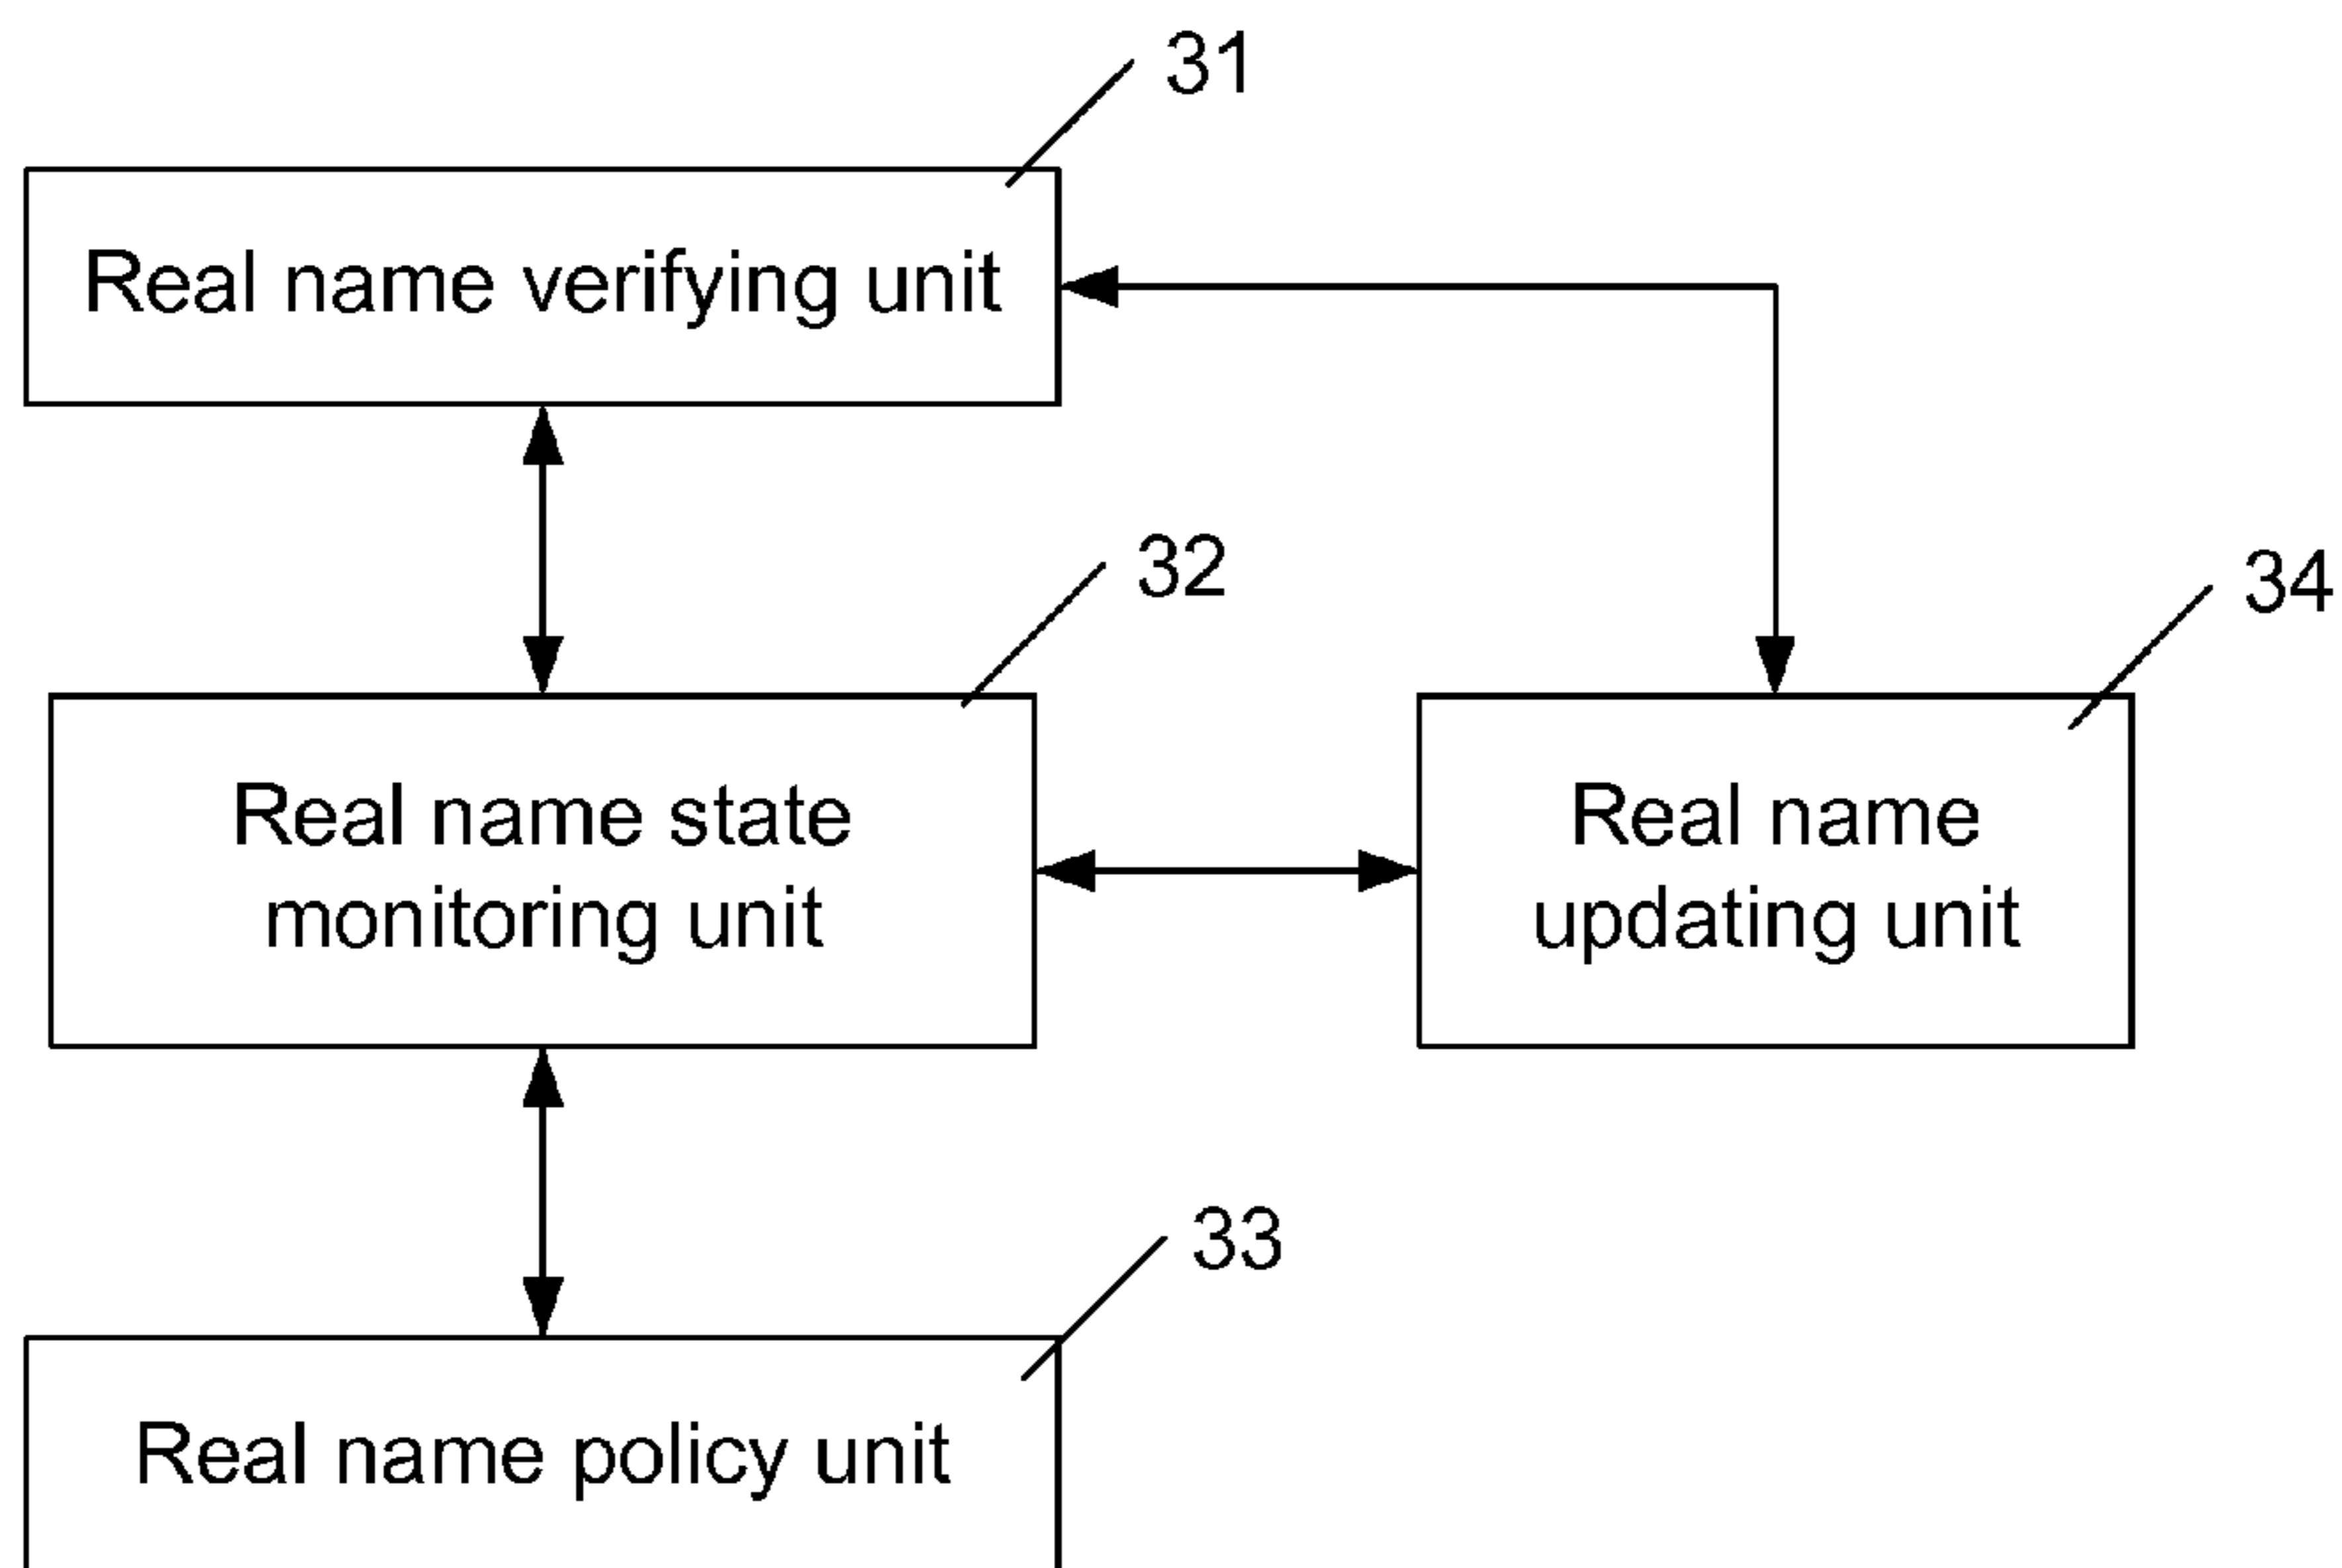 31
Real name verifying unit
32
34
Real name state
monitoring unit
Real name
updating unit
33
Real name policy unit